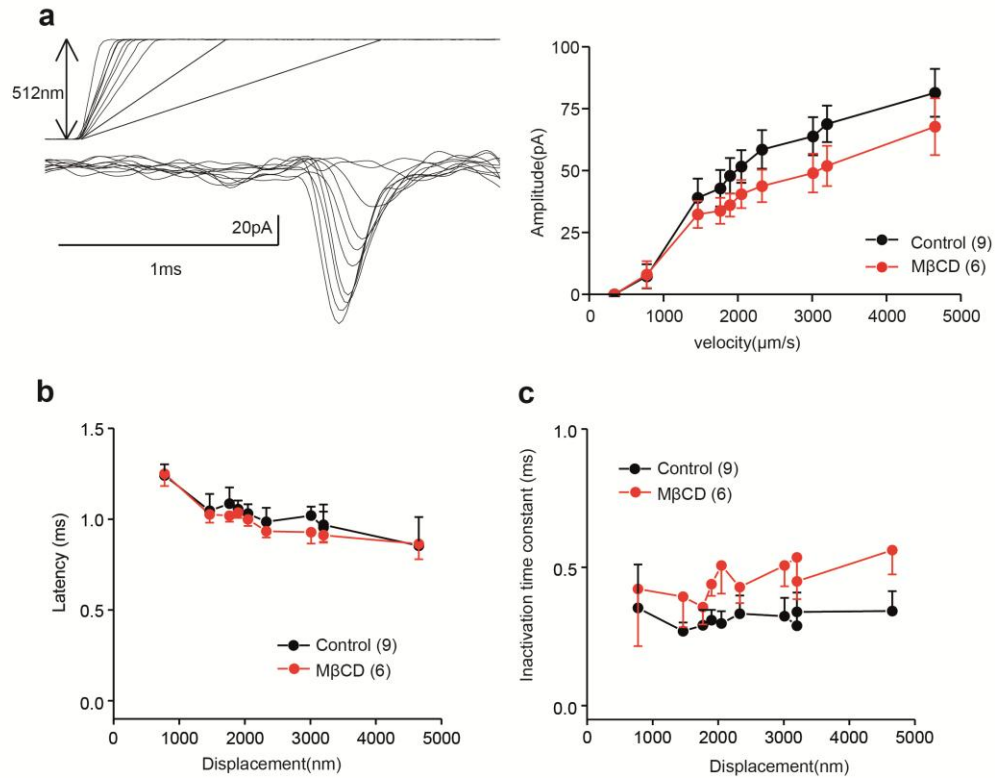 a
512nm
20pA
1ms
100
75
50
25
0
Amplitude(pA)
Control (9)
MβCD (6)
0 1000 2000 3000 4000 5000
velocity(µm/s)
b
1.5
1.0
0.5
0.0
Latency (ms)
Control (9)
MβCD (6)
0 1000 2000 3000 4000 5000
Displacement(nm)
c
1.0
0.5
0.0
Inactivation time constant (ms)
Control (9)
MβCD (6)
0 1000 2000 3000 4000 5000
Displacement(nm)